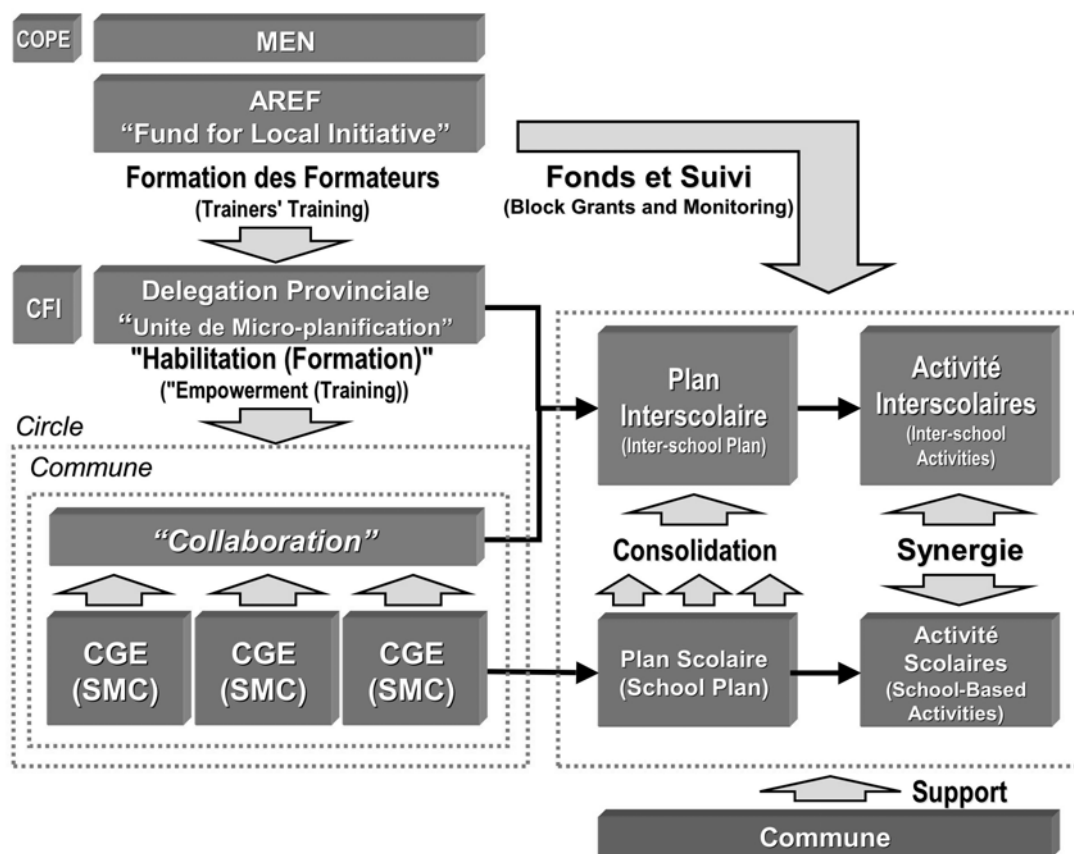 COPE
MEN
AREF
“Fund for Local Initiative”
Formation des Formateurs
(Trainers' Training)
Fonds et Suivi
(Block Grants and Monitoring)
CFI
Delegation Provinciale
“Unite de Micro-planification”
"Habilitation (Formation)"
("Empowerment (Training))
Circle
Commune
“Collaboration”
CGE
(SMC)
CGE
(SMC)
CGE
(SMC)
Plan
Interscolaire
(Inter-school Plan)
Activité
Interscolaires
(Inter-school
Activities)
Consolidation
Synergie
Plan Scolaire
(School Plan)
Activité
Scolaires
(School-Based
Activities)
Support
Commune